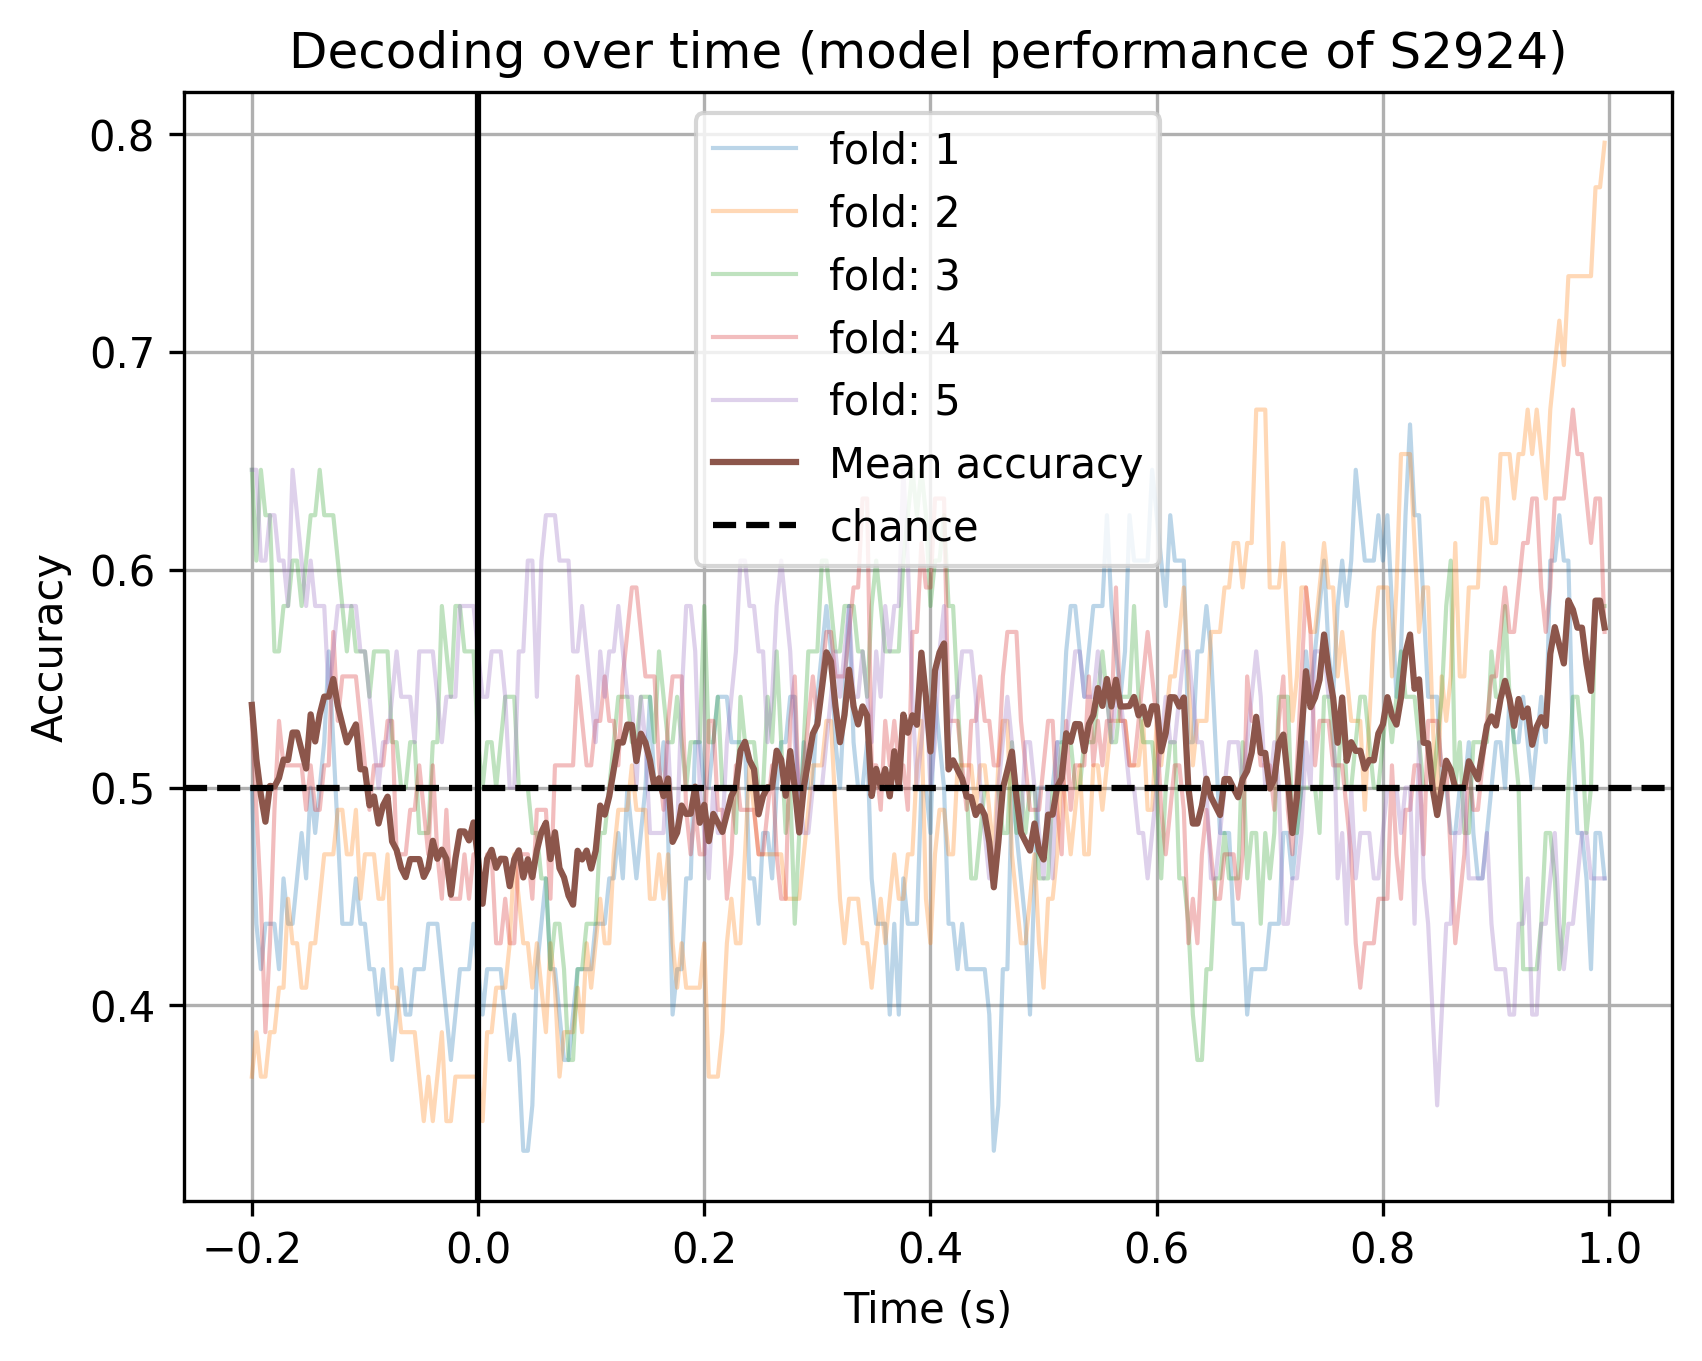 Decoding over time (model performance of S2924)
fold: 1
fold: 2
fold: 3
fold: 4
fold: 5
Mean accuracy
chance
Accuracy
0.8
0.7
0.6
0.5
0.4
−0.2 0.0 0.2 0.4 0.6 0.8 1.0
Time (s)